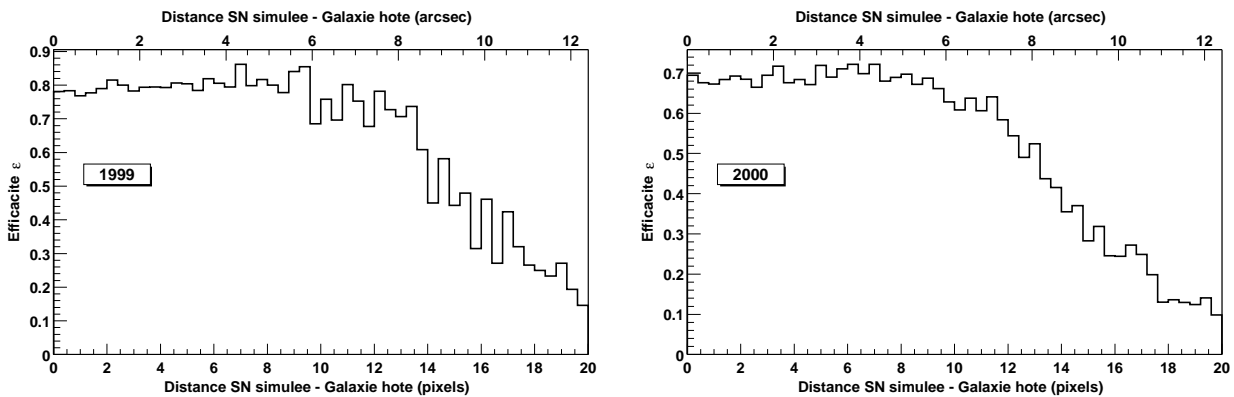 Distance SN simulee - Galaxie hote (arcsec)
0 2 4 6 8 10 12
0.9
0.8
0.7
0.6
0.5
0.4
0.3
0.2
0.1
0
Efficacite ε
1999
0 2 4 6 8 10 12 14 16 18 20
Distance SN simulee - Galaxie hote (pixels)
Distance SN simulee - Galaxie hote (arcsec)
0 2 4 6 8 10 12
0.7
0.6
0.5
0.4
0.3
0.2
0.1
0
Efficacite ε
2000
0 2 4 6 8 10 12 14 16 18 20
Distance SN simulee - Galaxie hote (pixels)